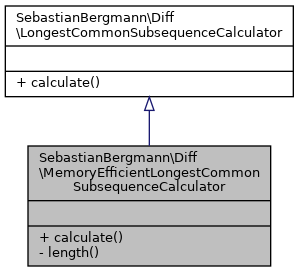 SebastianBergmann\Diff
\LongestCommonSubsequenceCalculator
+ calculate()
SebastianBergmann\Diff
\MemoryEfficientLongestCommon
SubsequenceCalculator
+ calculate()
- length()